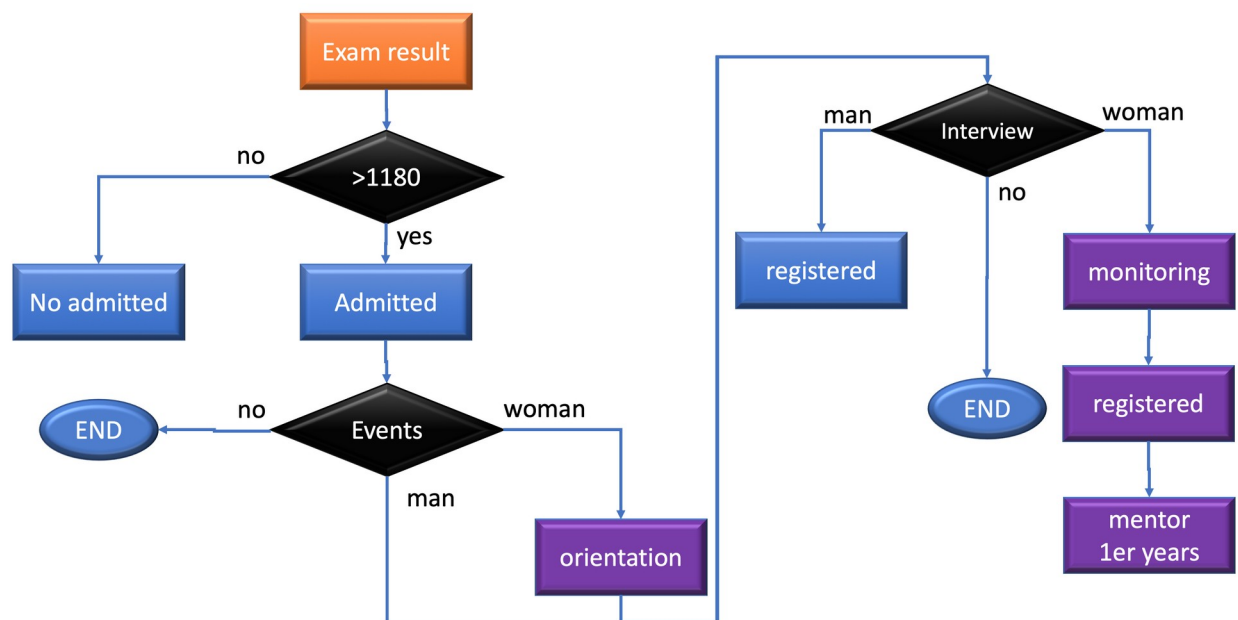 Exam result
no
>1180
yes
No admitted
Admitted
END
no
Events
woman
man
orientation
man
Interview
woman
no
registered
monitoring
END
registered
mentor
1er years